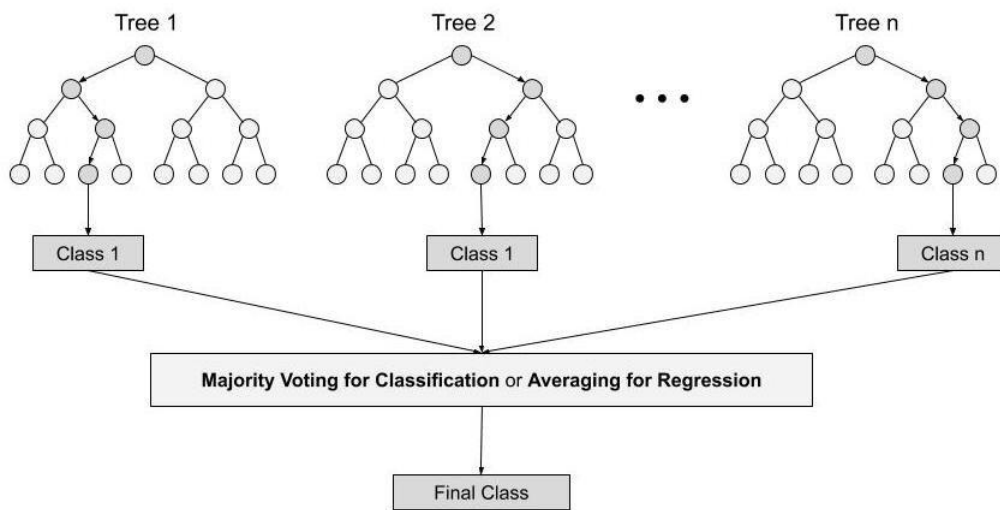 Tree 1
Tree 2
Tree n
Class 1
Class 1
Class n
Majority Voting for Classification or Averaging for Regression
Final Class